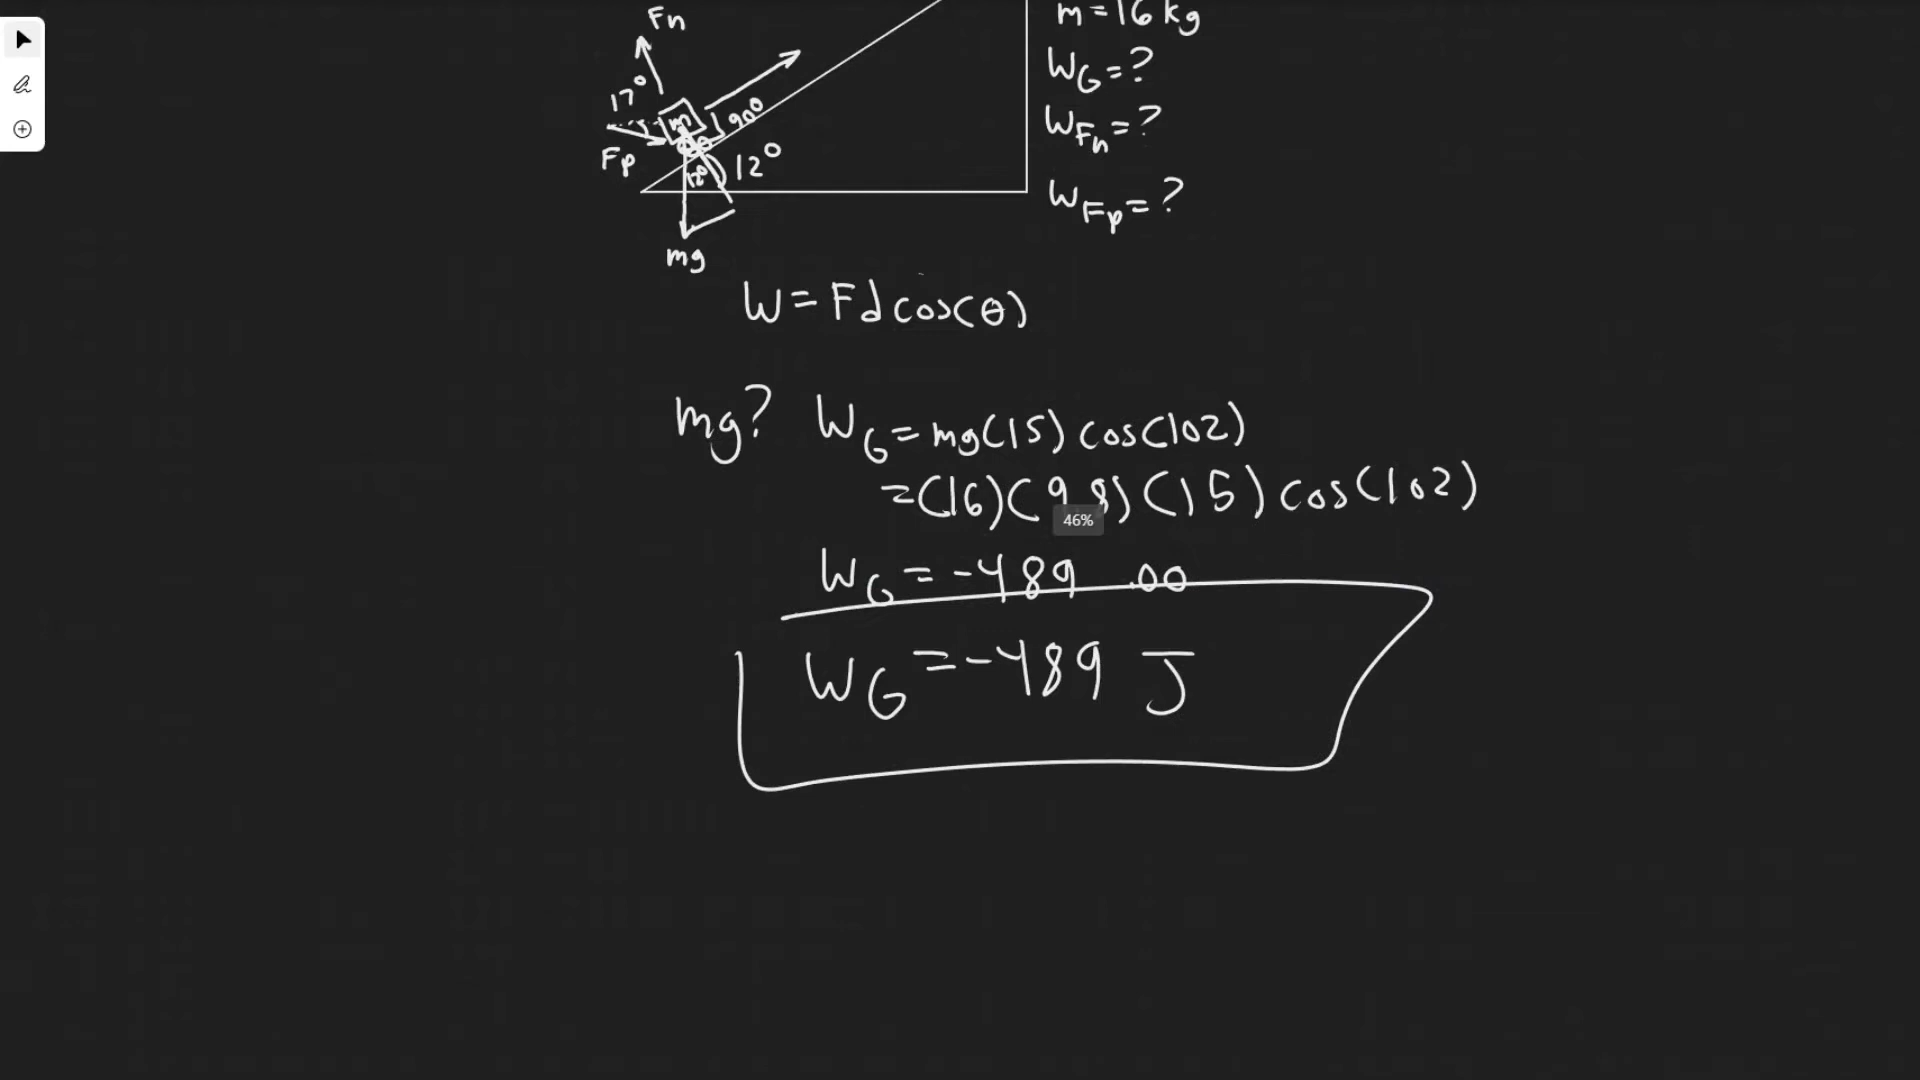 Fn
m = 16 kg
WG = ?
17°
m
90°
WFn = ?
Fp
12°
12°
WFp = ?
mg
W = Fd cos(θ)
mg? WG = mg(15) cos(102)
= (16)(9.8)(15) cos(102)
46%
WG = -489 .00
WG = -489 J